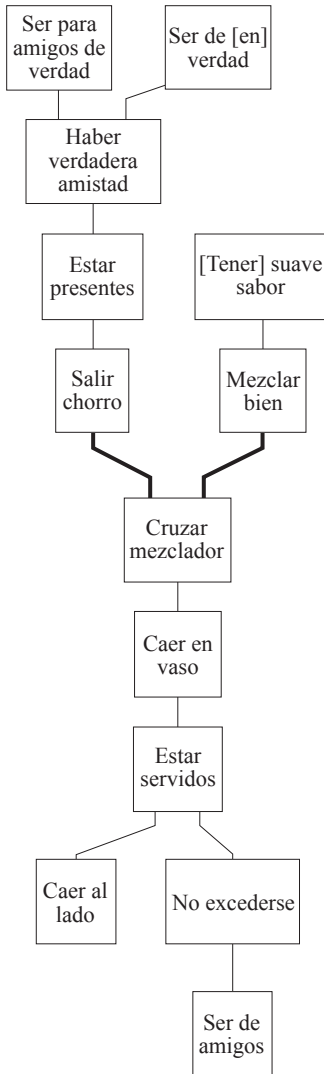 Ser para
amigos de
verdad
Ser de [en]
verdad
Haber
verdadera
amistad
Estar
presentes
[Tener] suave
sabor
Salir
chorro
Mezclar
bien
Cruzar
mezclador
Caer en
vaso
Estar
servidos
Caer al
lado
No excederse
Ser de
amigos